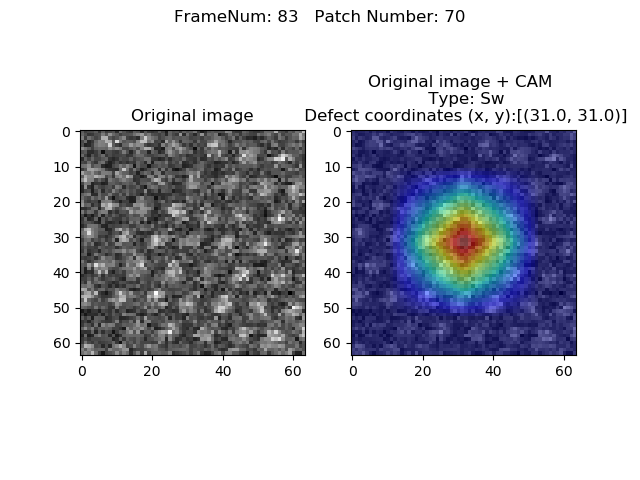 FrameNum: 83   Patch Number: 70
Original image
0
10
20
30
40
50
60
0 20 40 60
Original image + CAM
Type: Sw
Defect coordinates (x, y):[(31.0, 31.0)]
0
10
20
30
40
50
60
0 20 40 60